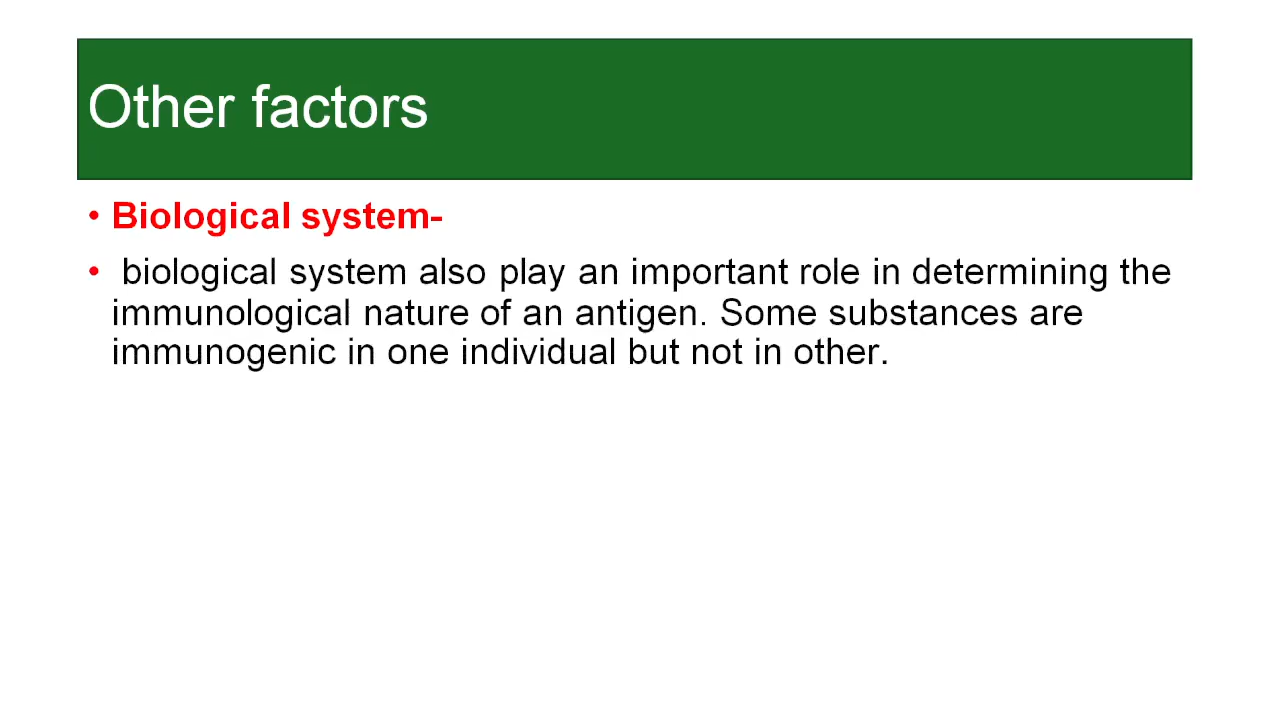 Other factors
• Biological system-
• biological system also play an important role in determining the
immunological nature of an antigen. Some substances are
immunogenic in one individual but not in other.